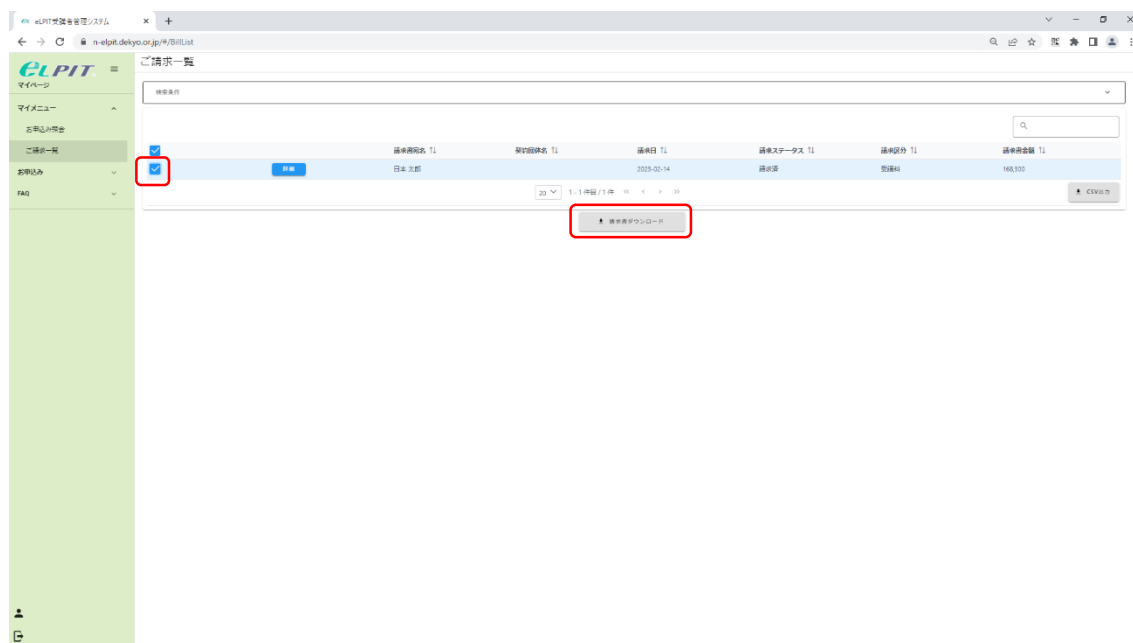 eLPIT受講者管理システム
n-elpit.dekyo.or.jp/#/BillList
eLPIT
ご請求一覧
マイページ
検索条件
マイメニュー
お申込み照会
ご請求一覧
請求書宛名 契約団体名 請求日 請求ステータス 請求区分 請求書金額
お申込み
詳細 日本 太郎 2023-02-14 請求済 受講料 168,300
FAQ
20 1 - 1 件目 / 1 件
CSV出力
請求書ダウンロード